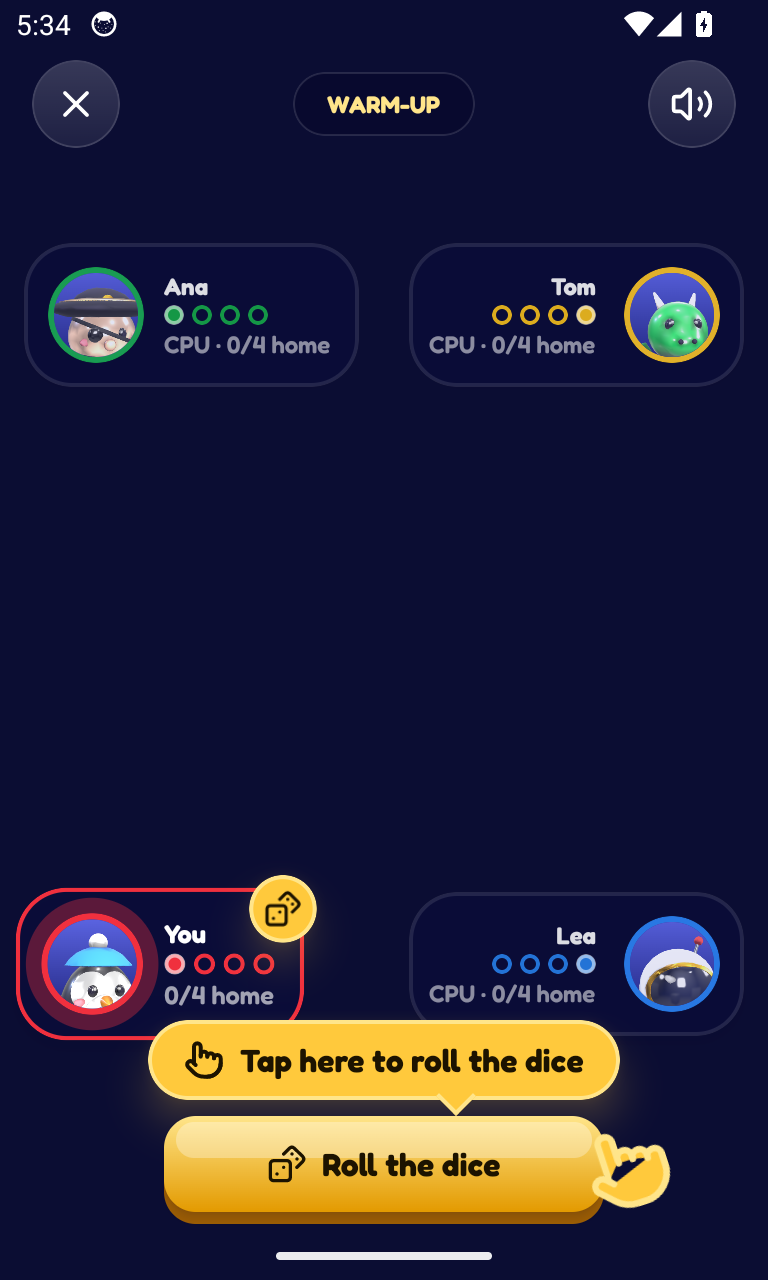 5:34
WARM-UP
Ana
CPU · 0/4 home
Tom
CPU · 0/4 home
You
0/4 home
Lea
CPU · 0/4 home
Tap here to roll the dice
Roll the dice